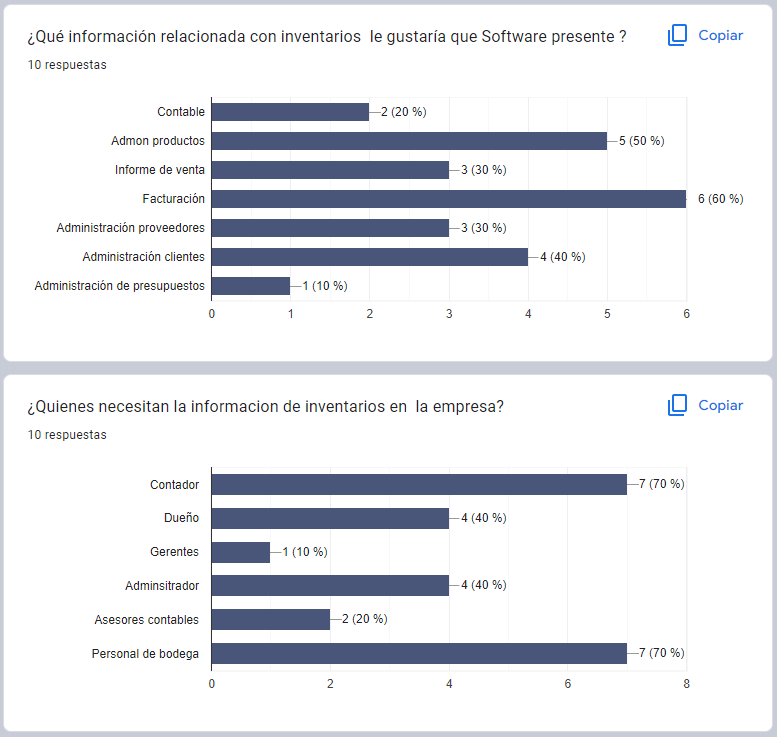 ¿Qué información relacionada con inventarios  le gustaría que Software presente ?
Copiar
10 respuestas
Contable
2 (20 %)
Admon productos
5 (50 %)
Informe de venta
3 (30 %)
Facturación
6 (60 %)
Administración proveedores
3 (30 %)
Administración clientes
4 (40 %)
Administración de presupuestos
1 (10 %)
0 1 2 3 4 5 6
¿Quienes necesitan la informacion de inventarios en  la empresa?
Copiar
10 respuestas
Contador
7 (70 %)
Dueño
4 (40 %)
Gerentes
1 (10 %)
Adminsitrador
4 (40 %)
Asesores contables
2 (20 %)
Personal de bodega
7 (70 %)
0 2 4 6 8